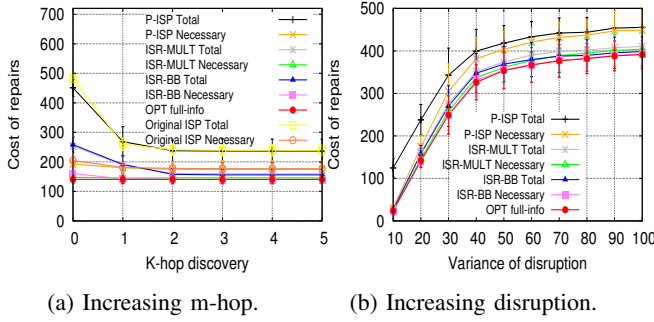 700
600
500
400
300
200
100
0
Cost of repairs
P-ISP Total
P-ISP Necessary
ISR-MULT Total
ISR-MULT Necessary
ISR-BB Total
ISR-BB Necessary
OPT full-info
Original ISP Total
Original ISP Necessary
0 1 2 3 4 5
K-hop discovery
(a) Increasing m-hop.
500
400
300
200
100
0
Cost of repairs
P-ISP Total
P-ISP Necessary
ISR-MULT Total
ISR-MULT Necessary
ISR-BB Total
ISR-BB Necessary
OPT full-info
10 20 30 40 50 60 70 80 90 100
Variance of disruption
(b) Increasing disruption.